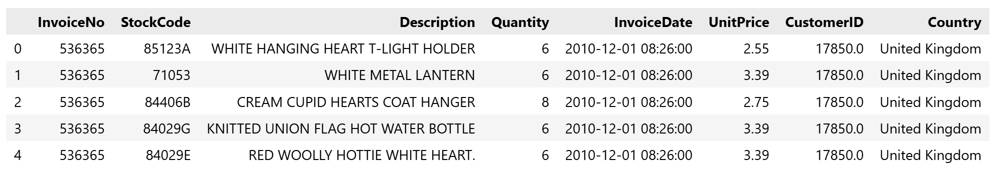 InvoiceNo StockCode Description Quantity InvoiceDate UnitPrice CustomerID Country
0 536365 85123A WHITE HANGING HEART T-LIGHT HOLDER 6 2010-12-01 08:26:00 2.55 17850.0 United Kingdom
1 536365 71053 WHITE METAL LANTERN 6 2010-12-01 08:26:00 3.39 17850.0 United Kingdom
2 536365 84406B CREAM CUPID HEARTS COAT HANGER 8 2010-12-01 08:26:00 2.75 17850.0 United Kingdom
3 536365 84029G KNITTED UNION FLAG HOT WATER BOTTLE 6 2010-12-01 08:26:00 3.39 17850.0 United Kingdom
4 536365 84029E RED WOOLLY HOTTIE WHITE HEART. 6 2010-12-01 08:26:00 3.39 17850.0 United Kingdom